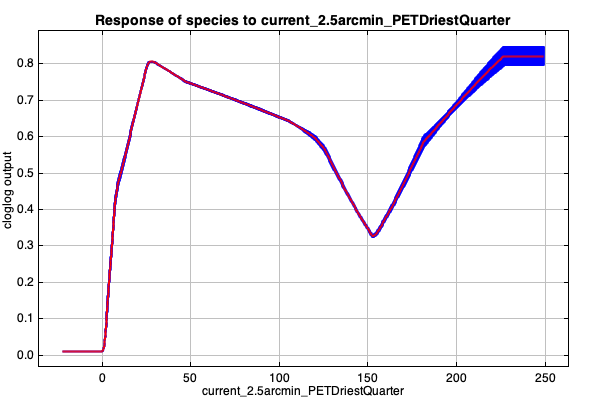 Response of species to current_2.5arcmin_PETDriestQuarter
0.8
0.7
0.6
0.5
0.4
0.3
0.2
0.1
0.0
cloglog output
0 50 100 150 200 250
current_2.5arcmin_PETDriestQuarter